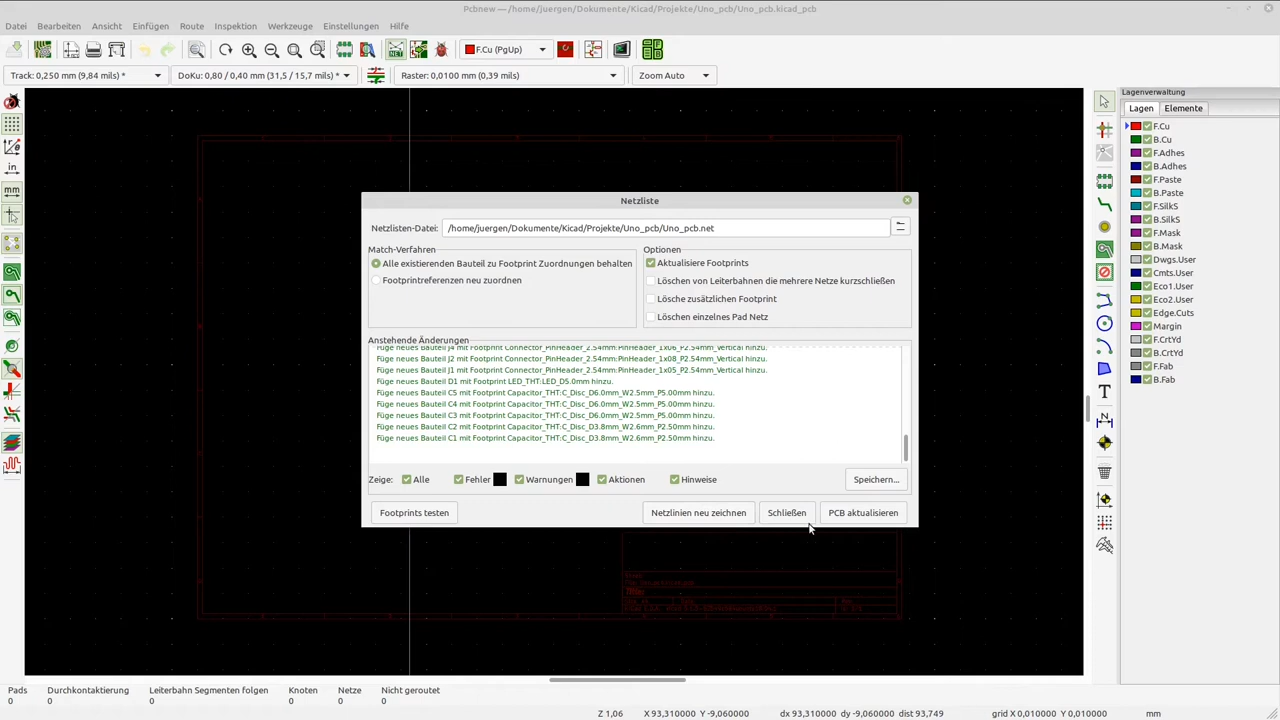 Pcbnew — /home/juergen/Dokumente/Kicad/Projekte/Uno_pcb/Uno_pcb.kicad_pcb
Datei Bearbeiten Ansicht Einfügen Route Inspektion Werkzeuge Einstellungen Hilfe
F.Cu (PgUp)
Track: 0,250 mm (9,84 mils) *
DoKu: 0,80 / 0,40 mm (31,5 / 15,7 mils) *
Raster: 0,0100 mm (0,39 mils)
Zoom Auto
in
mm
Netzliste
Netzlisten-Datei: /home/juergen/Dokumente/Kicad/Projekte/Uno_pcb/Uno_pcb.net
Match-Verfahren
Alle existierenden Bauteil zu Footprint Zuordnungen behalten
Footprintreferenzen neu zuordnen
Optionen
Aktualisiere Footprints
Löschen von Leiterbahnen die mehrere Netze kurzschließen
Lösche zusätzlichen Footprint
Löschen einzelnes Pad Netz
Anstehende Änderungen
Füge neues Bauteil J4 mit Footprint Connector_PinHeader_2.54mm:PinHeader_1x06_P2.54mm_Vertical hinzu.
Füge neues Bauteil J2 mit Footprint Connector_PinHeader_2.54mm:PinHeader_1x08_P2.54mm_Vertical hinzu.
Füge neues Bauteil J1 mit Footprint Connector_PinHeader_2.54mm:PinHeader_1x05_P2.54mm_Vertical hinzu.
Füge neues Bauteil D1 mit Footprint LED_THT:LED_D5.0mm hinzu.
Füge neues Bauteil C5 mit Footprint Capacitor_THT:C_Disc_D6.0mm_W2.5mm_P5.00mm hinzu.
Füge neues Bauteil C4 mit Footprint Capacitor_THT:C_Disc_D6.0mm_W2.5mm_P5.00mm hinzu.
Füge neues Bauteil C3 mit Footprint Capacitor_THT:C_Disc_D6.0mm_W2.5mm_P5.00mm hinzu.
Füge neues Bauteil C2 mit Footprint Capacitor_THT:C_Disc_D3.8mm_W2.6mm_P2.50mm hinzu.
Füge neues Bauteil C1 mit Footprint Capacitor_THT:C_Disc_D3.8mm_W2.6mm_P2.50mm hinzu.
Zeige: Alle Fehler Warnungen Aktionen Hinweise Speichern...
Footprints testen Netzlinien neu zeichnen Schließen PCB aktualisieren
Lagenverwaltung
Lagen Elemente
F.Cu
B.Cu
F.Adhes
B.Adhes
F.Paste
B.Paste
F.SilkS
B.SilkS
F.Mask
B.Mask
Dwgs.User
Cmts.User
Eco1.User
Eco2.User
Edge.Cuts
Margin
F.CrtYd
B.CrtYd
F.Fab
B.Fab
Pads Durchkontaktierung Leiterbahn Segmenten folgen Knoten Netze Nicht geroutet
0 0 0 0 0 0
Z 1,06 X 93,310000 Y -9,060000 dx 93,310000 dy -9,060000 dist 93,749 grid X 0,010000 Y 0,010000 mm